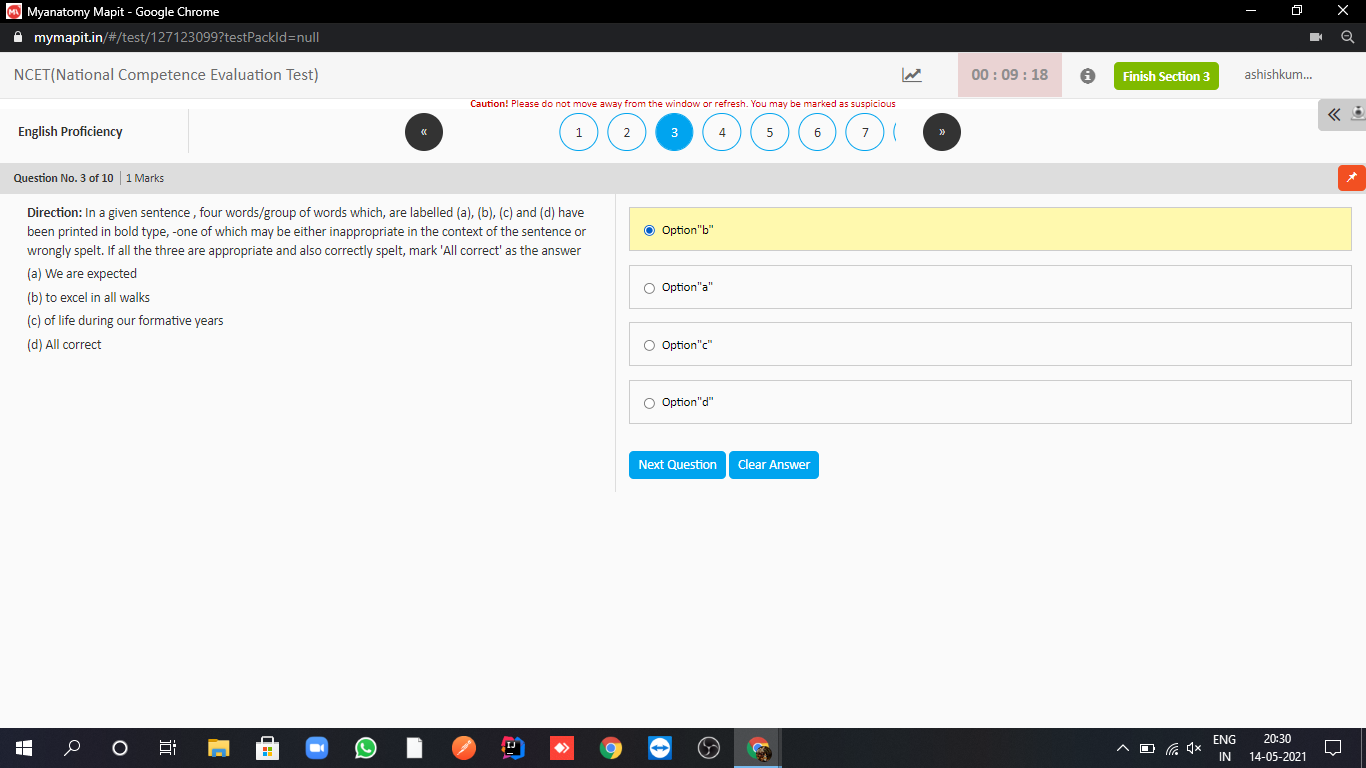 Myanatomy Mapit - Google Chrome
mymapit.in/#/test/127123099?testPackId=null
NCET(National Competence Evaluation Test)
00 : 09 : 18
Finish Section 3
ashishkum...
Caution! Please do not move away from the window or refresh. You may be marked as suspicious
English Proficiency
«
1
2
3
4
5
6
7
»
Question No. 3 of 10 | 1 Marks
Direction: In a given sentence , four words/group of words which, are labelled (a), (b), (c) and (d) have
been printed in bold type, -one of which may be either inappropriate in the context of the sentence or
wrongly spelt. If all the three are appropriate and also correctly spelt, mark 'All correct' as the answer
(a) We are expected
(b) to excel in all walks
(c) of life during our formative years
(d) All correct
Option"b"
Option"a"
Option"c"
Option"d"
Next Question
Clear Answer
ENG
IN
20:30
14-05-2021